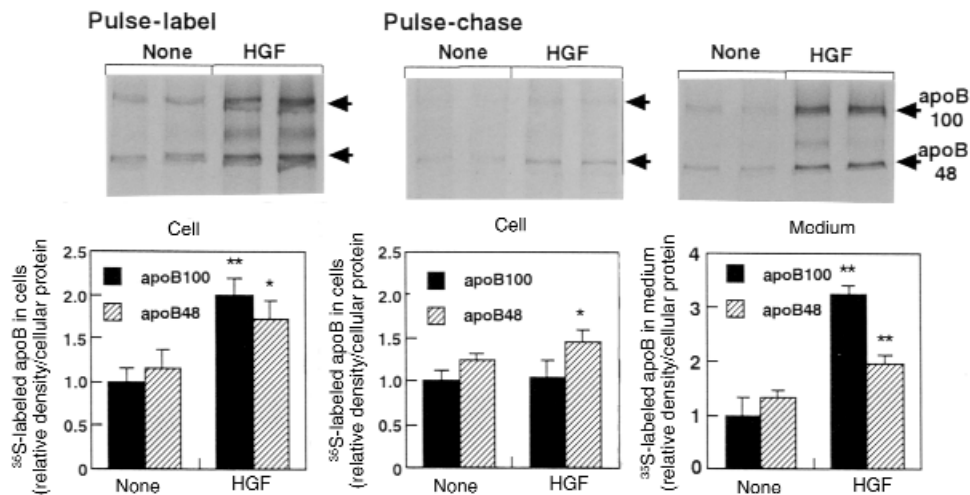 Pulse-label
Pulse-chase
None HGF
None HGF
None HGF
apoB
100
apoB
48
Cell
Cell
Medium
³⁵S-labeled apoB in cells
(relative density/cellular protein)
2.5
2.0
1.5
1.0
0.5
0
apoB100
apoB48
**
*
None HGF
³⁵S-labeled apoB in cells
(relative density/cellular protein)
2.5
2.0
1.5
1.0
0.5
0
apoB100
apoB48
*
None HGF
³⁵S-labeled apoB in medium
(relative density/cellular protein)
4
3
2
1
0
apoB100
apoB48
**
**
None HGF